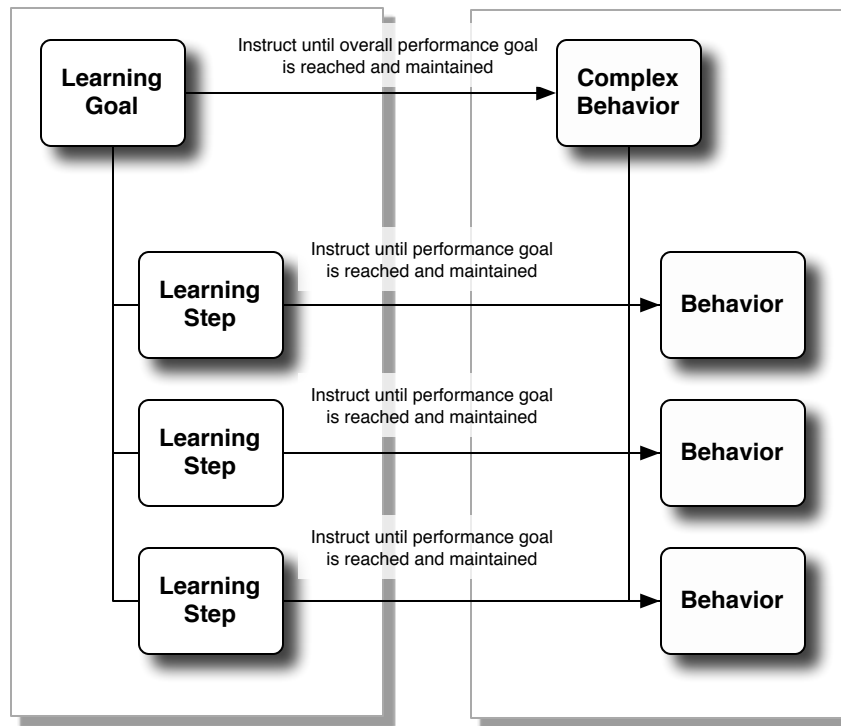 Instruct until overall performance goal
is reached and maintained
Learning
Goal
Complex
Behavior
Instruct until performance goal
is reached and maintained
Learning
Step
Behavior
Instruct until performance goal
is reached and maintained
Learning
Step
Behavior
Instruct until performance goal
is reached and maintained
Learning
Step
Behavior